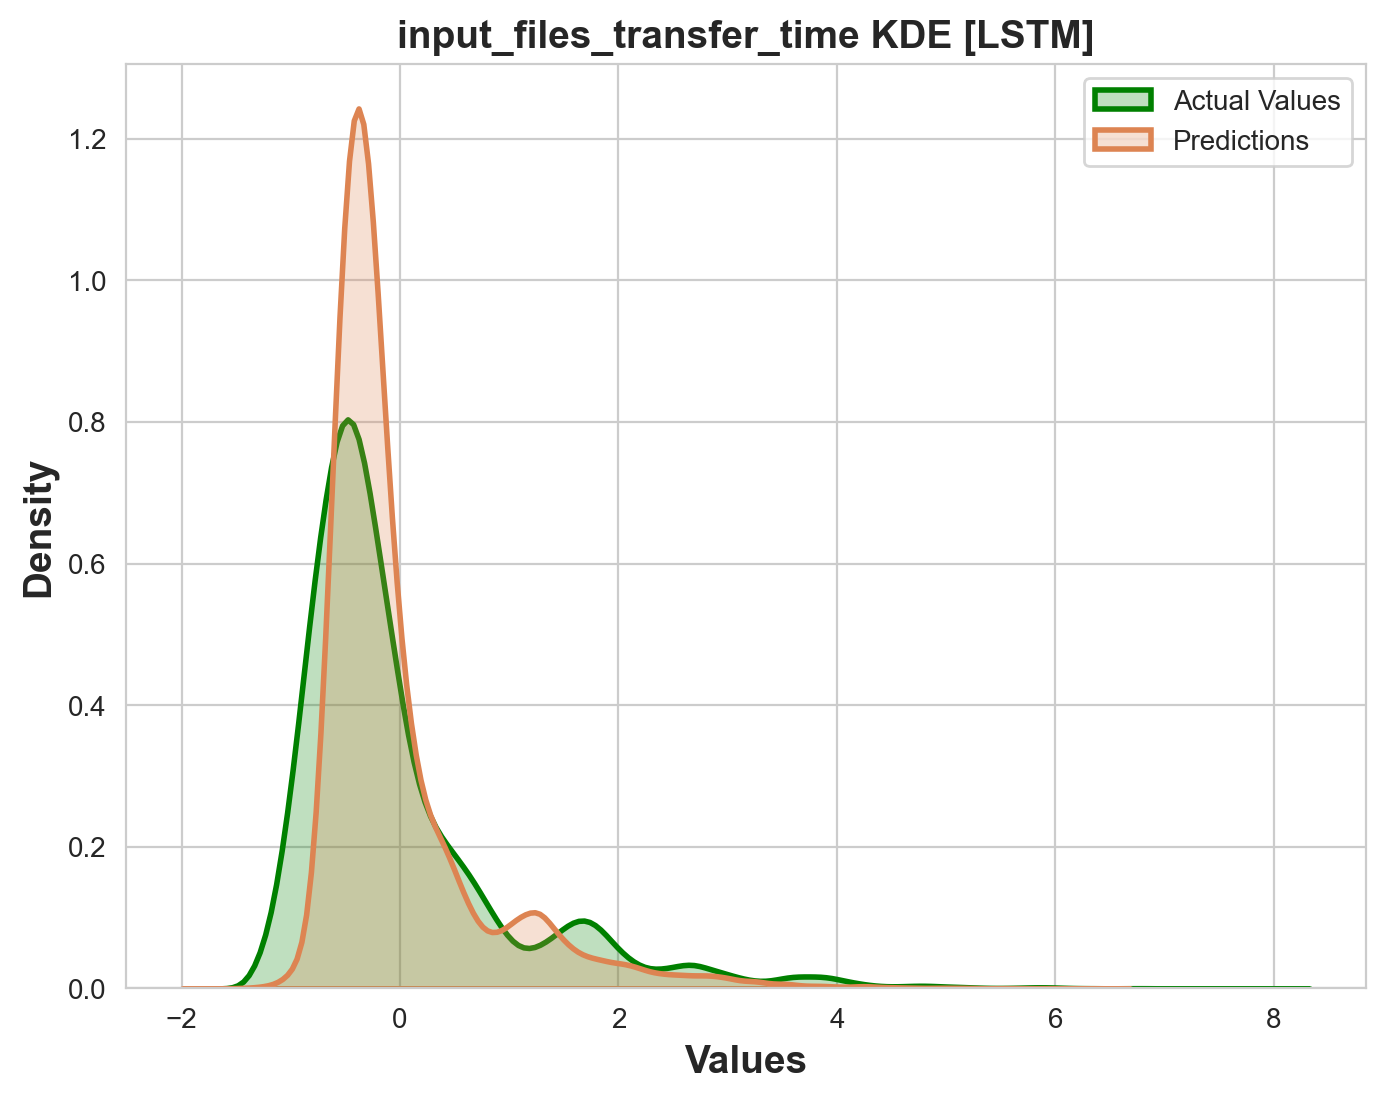 input_files_transfer_time KDE [LSTM]
Actual Values
Predictions
1.2
1.0
0.8
0.6
0.4
0.2
0.0
Density
−2
0
2
4
6
8
Values